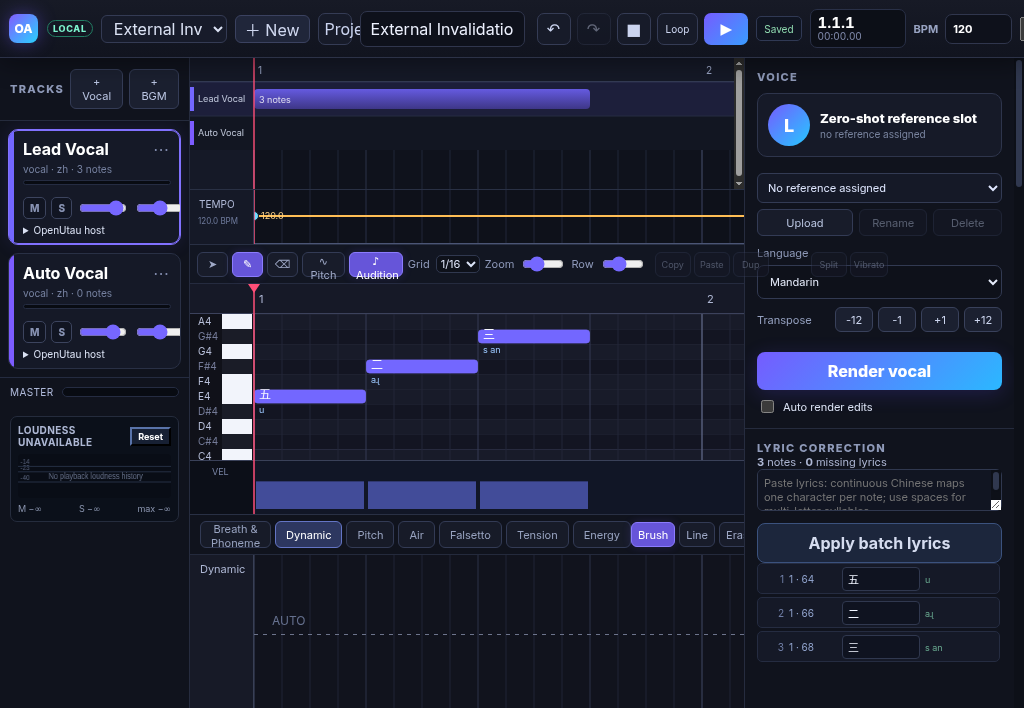 OA
LOCAL
External Inv
+ New
Proje
External Invalidatio
Loop
Saved
1.1.1
00:00.00
BPM
120
TRACKS
+
Vocal
+
BGM
Lead Vocal
vocal · zh · 3 notes
M
S
OpenUtau host
Auto Vocal
vocal · zh · 0 notes
M
S
OpenUtau host
MASTER
LOUDNESS
UNAVAILABLE
Reset
-14
-23
-40
No playback loudness history
M −∞
S −∞
max −∞
1
2
Lead Vocal
3 notes
Auto Vocal
TEMPO
120.0 BPM
120.0
Pitch
Audition
Grid
1/16
Zoom
Row
Copy
Paste
Dup
Split
Vibrato
1
2
A4
G#4
G4
F#4
F4
E4
D#4
D4
C#4
C4
三
s an
二
aɻ
五
u
VEL
Breath &
Phoneme
Dynamic
Pitch
Air
Falsetto
Tension
Energy
Brush
Line
Era
Dynamic
AUTO
VOICE
L
Zero-shot reference slot
no reference assigned
No reference assigned
Upload
Rename
Delete
Language
Mandarin
Transpose
-12
-1
+1
+12
Render vocal
Auto render edits
LYRIC CORRECTION
3 notes · 0 missing lyrics
Paste lyrics: continuous Chinese maps
one character per note; use spaces for
multi-letter syllables
Apply batch lyrics
1 1 · 64 五 u
2 1 · 66 二 aɻ
3 1 · 68 三 s an